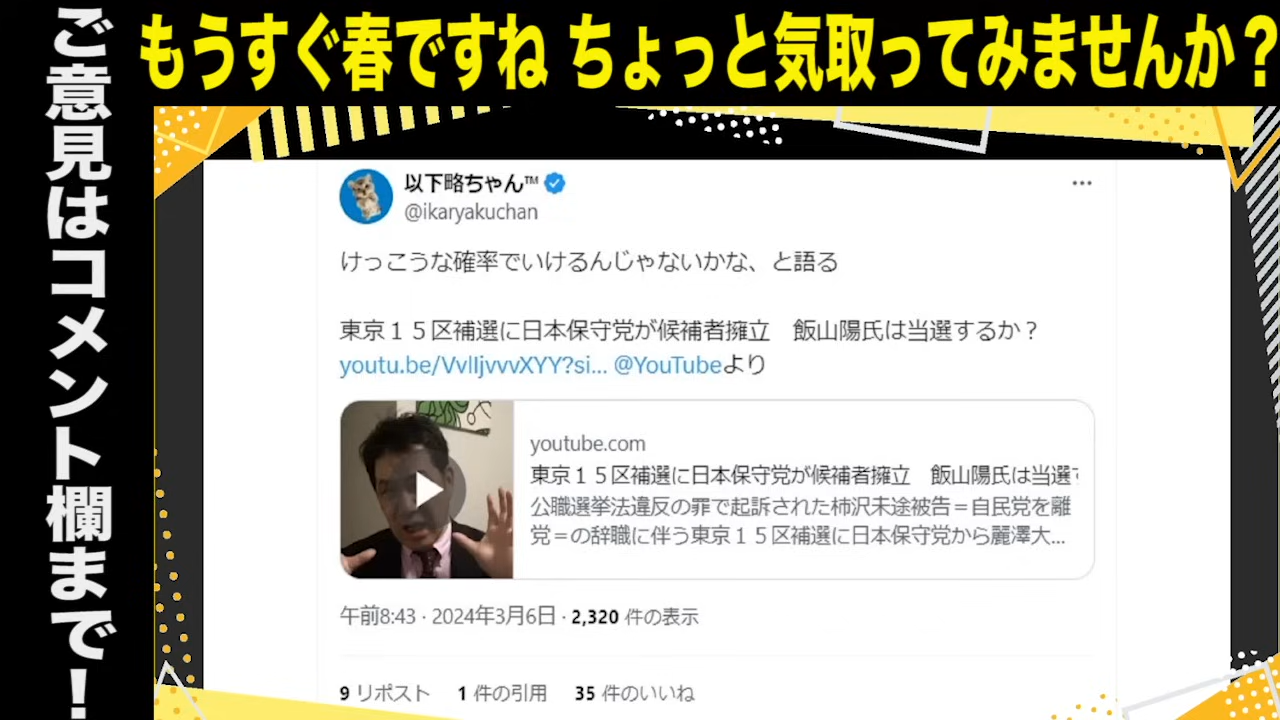 もうすぐ春ですね ちょっと気取ってみませんか？
ご意見はコメント欄まで！
以下略ちゃん™
@ikaryakuchan
けっこうな確率でいけるんじゃないかな、と語る
東京１５区補選に日本保守党が候補者擁立　飯山陽氏は当選するか？
youtu.be/VvlIjvvvXYY?si... @YouTubeより
youtube.com
東京１５区補選に日本保守党が候補者擁立　飯山陽氏は当選す
公職選挙法違反の罪で起訴された柿沢未途被告＝自民党を離
党＝の辞職に伴う東京１５区補選に日本保守党から麗澤大...
午前8:43 · 2024年3月6日 · 2,320 件の表示
9 リポスト 1 件の引用 35 件のいいね